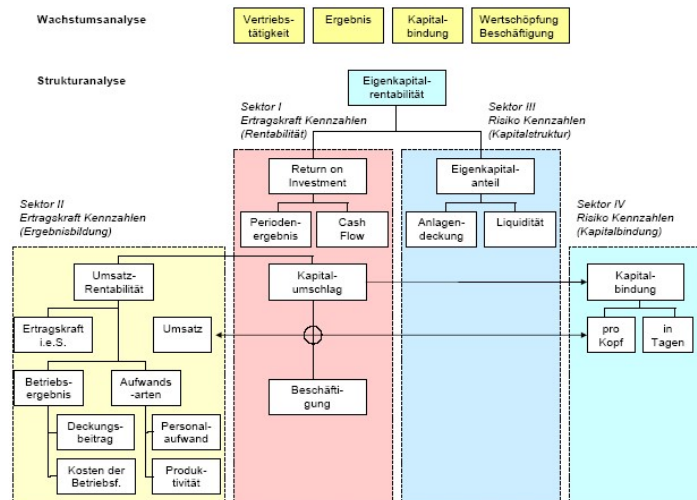 Wachstumsanalyse
Vertriebs-
tätigkeit
Ergebnis
Kapital-
bindung
Wertschöpfung
Beschäftigung
Strukturanalyse
Eigenkapital-
rentabilität
Sektor I
Ertragskraft Kennzahlen
(Rentabilität)
Sektor III
Risiko Kennzahlen
(Kapitalstruktur)
Return on
Investment
Eigenkapital-
anteil
Perioden-
ergebnis
Cash
Flow
Anlagen-
deckung
Liquidität
Sektor II
Ertragskraft Kennzahlen
(Ergebnisbildung)
Sektor IV
Risiko Kennzahlen
(Kapitalbindung)
Umsatz-
Rentabilität
Kapital-
umschlag
Kapital-
bindung
Ertragskraft
i.e.S.
Umsatz
pro
Kopf
in
Tagen
Betriebs-
ergebnis
Aufwands
-arten
Beschäfti-
gung
Deckungs-
beitrag
Personal-
aufwand
Kosten der
Betriebsf.
Produk-
tivität